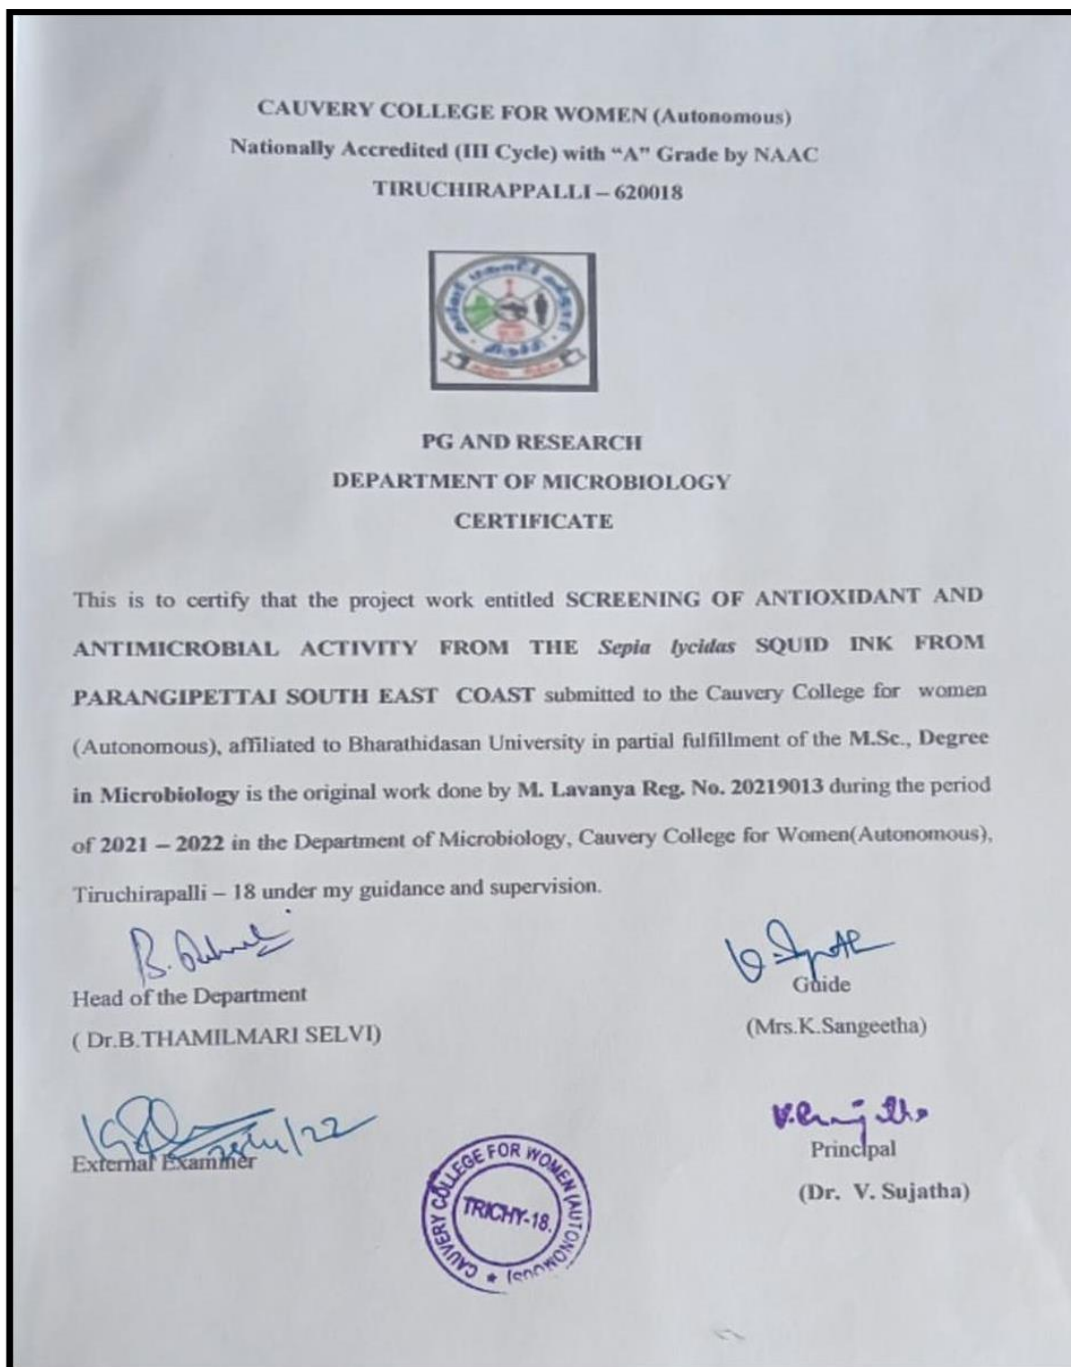 CAUVERY COLLEGE FOR WOMEN (Autonomous)
Nationally Accredited (III Cycle) with “A” Grade by NAAC
TIRUCHIRAPPALLI – 620018
PG AND RESEARCH
DEPARTMENT OF MICROBIOLOGY
CERTIFICATE
This is to certify that the project work entitled SCREENING OF ANTIOXIDANT AND
ANTIMICROBIAL ACTIVITY FROM THE Sepia lycidas SQUID INK FROM
PARANGIPETTAI SOUTH EAST COAST submitted to the Cauvery College for women
(Autonomous), affiliated to Bharathidasan University in partial fulfillment of the M.Sc., Degree
in Microbiology is the original work done by M. Lavanya Reg. No. 20219013 during the period
of 2021 – 2022 in the Department of Microbiology, Cauvery College for Women(Autonomous),
Tiruchirapalli – 18 under my guidance and supervision.
Head of the Department
( Dr.B.THAMILMARI SELVI)
Guide
(Mrs.K.Sangeetha)
External Examiner
Principal
(Dr. V. Sujatha)
CAUVERY COLLEGE FOR WOMEN (AUTONOMOUS) ★
TRICHY-18.